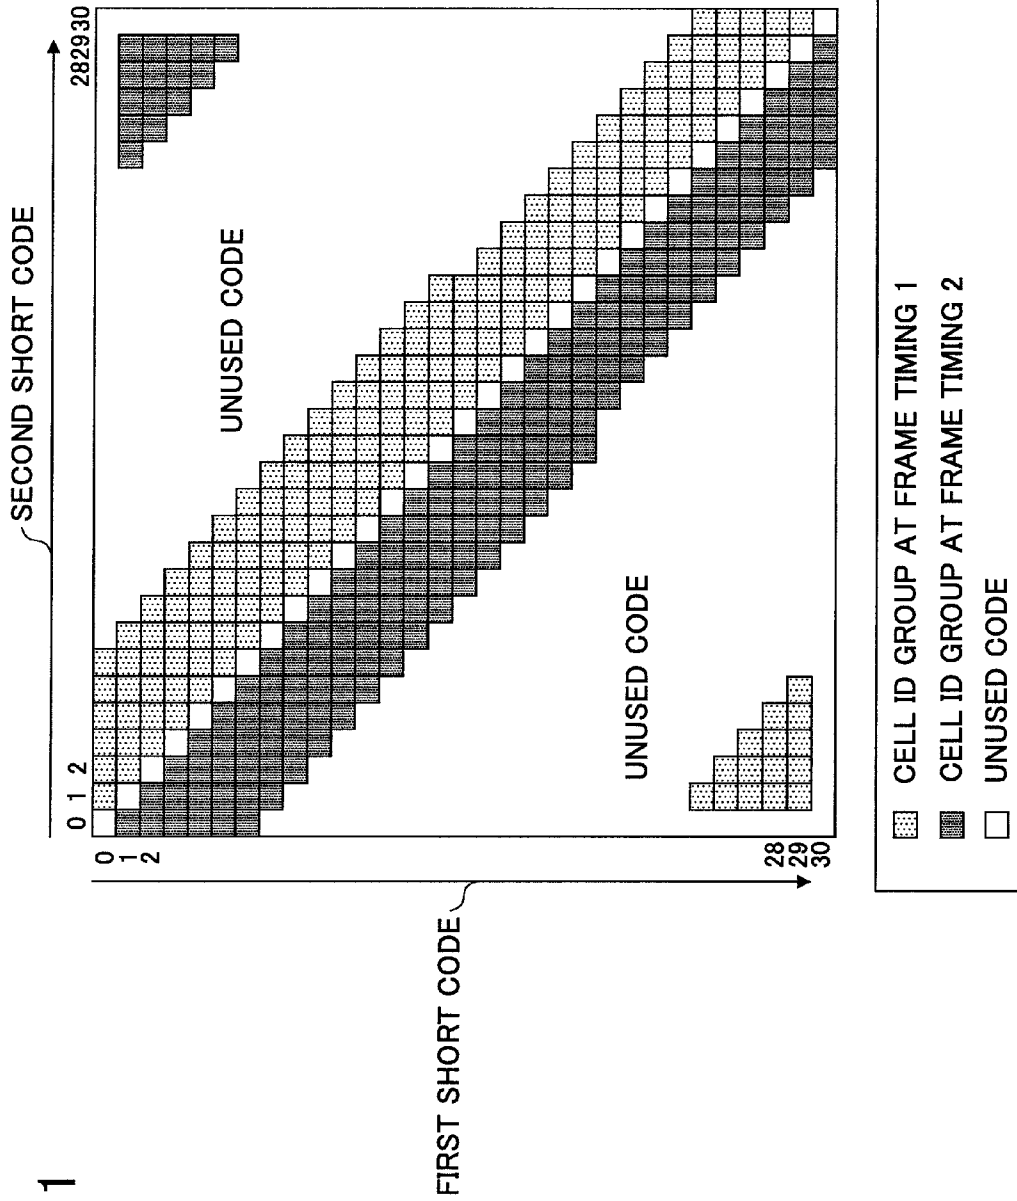 1
SECOND SHORT CODE
0 1 2 28 29 30
FIRST SHORT CODE
0
1
2
28
29
30
UNUSED CODE
UNUSED CODE
CELL ID GROUP AT FRAME TIMING 1
CELL ID GROUP AT FRAME TIMING 2
UNUSED CODE